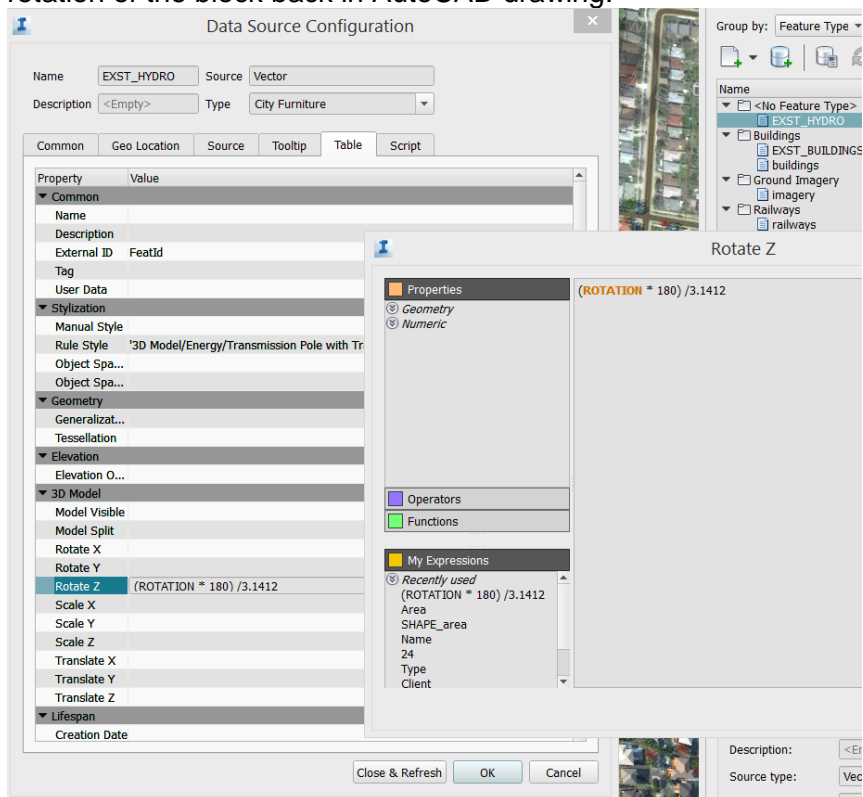 rotation of the block back in AutoCAD drawing.
Data Source Configuration
Name EXST_HYDRO Source Vector
Description <Empty> Type City Furniture
Common Geo Location Source Tooltip Table Script
Property Value
Common
Name
Description
External ID FeatId
Tag
User Data
Stylization
Manual Style
Rule Style '3D Model/Energy/Transmission Pole with Tr
Object Spa...
Object Spa...
Geometry
Generalizat...
Tessellation
Elevation
Elevation O...
3D Model
Model Visible
Model Split
Rotate X
Rotate Y
Rotate Z (ROTATION * 180) /3.1412
Scale X
Scale Y
Scale Z
Translate X
Translate Y
Translate Z
Lifespan
Creation Date
Close & Refresh OK Cancel
Group by: Feature Type
Name
<No Feature Type>
EXST_HYDRO
Buildings
EXST_BUILDINGS
buildings
Ground Imagery
imagery
Railways
railways
Rotate Z
Properties
Geometry
Numeric
(ROTATION * 180) /3.1412
Operators
Functions
My Expressions
Recently used
(ROTATION * 180) /3.1412
Area
SHAPE_area
Name
24
Type
Client
Description: <Er
Source type: Vec